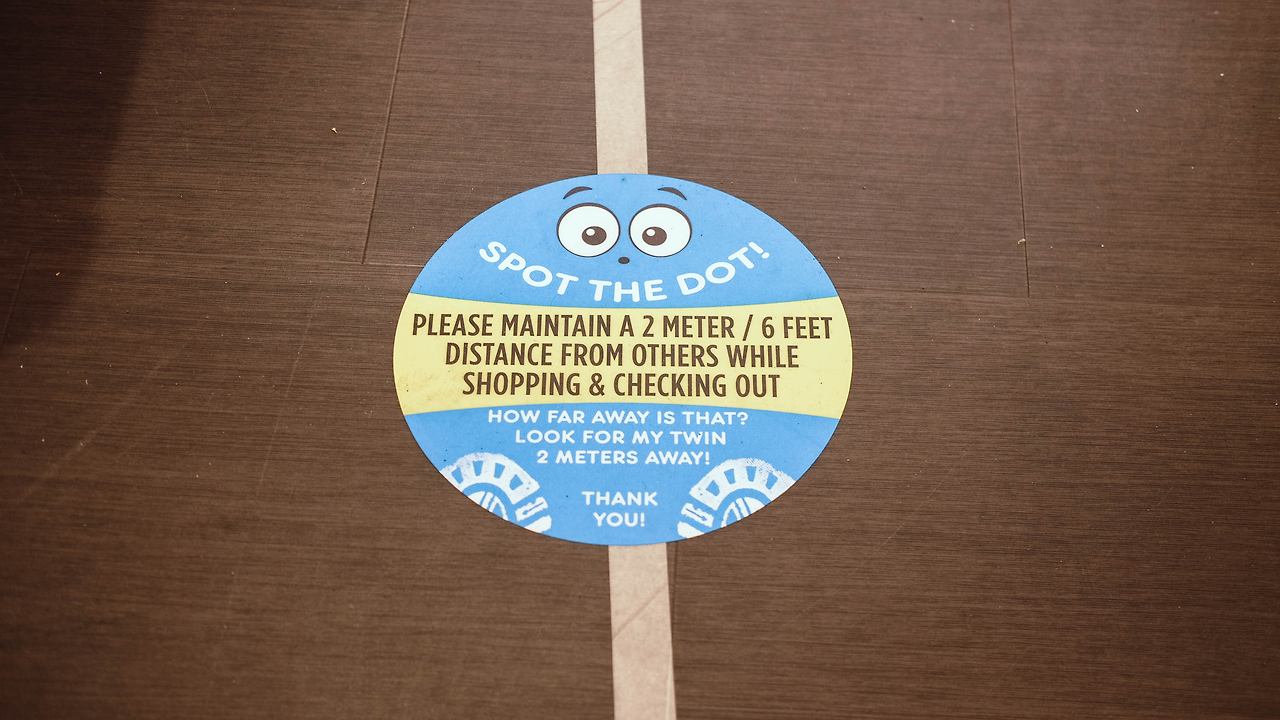 SPOT THE DOT!
PLEASE MAINTAIN A 2 METER / 6 FEET
DISTANCE FROM OTHERS WHILE
SHOPPING & CHECKING OUT
HOW FAR AWAY IS THAT?
LOOK FOR MY TWIN
2 METERS AWAY!
THANK
YOU!